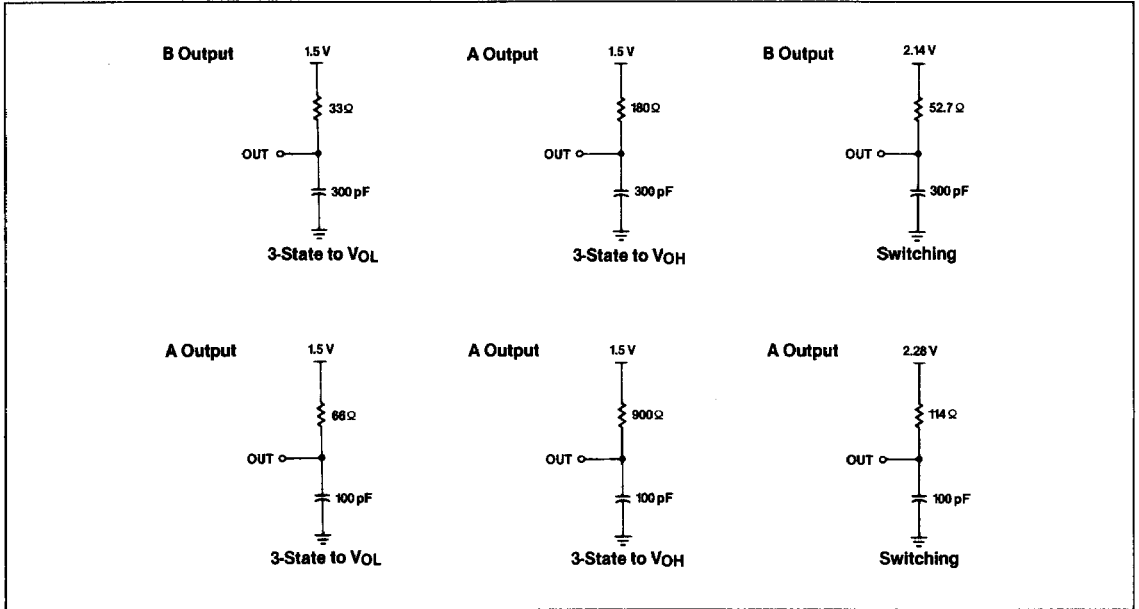 B Output 1.5 V
33Ω
OUT
300 pF
3-State to VOL
A Output 1.5 V
180Ω
OUT
300 pF
3-State to VOH
B Output 2.14 V
52.7Ω
OUT
300 pF
Switching
A Output 1.5 V
66Ω
OUT
100 pF
3-State to VOL
A Output 1.5 V
900Ω
OUT
100 pF
3-State to VOH
A Output 2.28 V
114Ω
OUT
100 pF
Switching